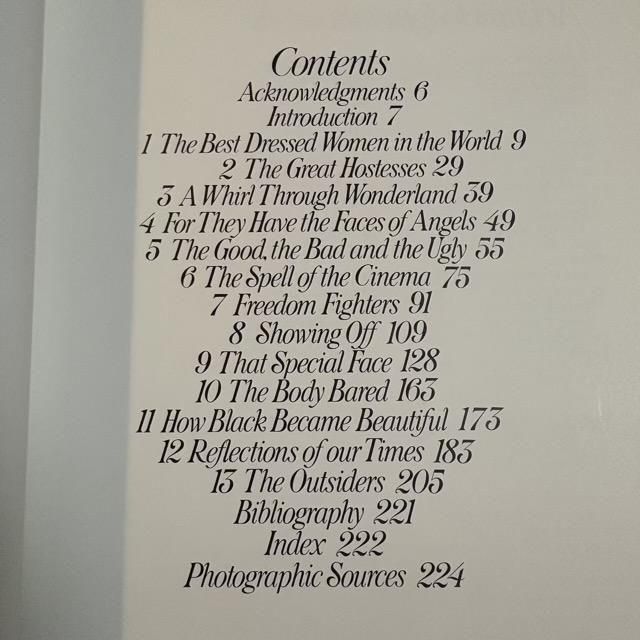 Contents
Acknowledgments 6
Introduction 7
1 The Best Dressed Women in the World 9
2 The Great Hostesses 29
3 A Whirl Through Wonderland 39
4 For They Have the Faces of Angels 49
5 The Good, the Bad and the Ugly 55
6 The Spell of the Cinema 75
7 Freedom Fighters 91
8 Showing Off 109
9 That Special Face 128
10 The Body Bared 163
11 How Black Became Beautiful 173
12 Reflections of our Times 183
13 The Outsiders 205
Bibliography 221
Index 222
Photographic Sources 224